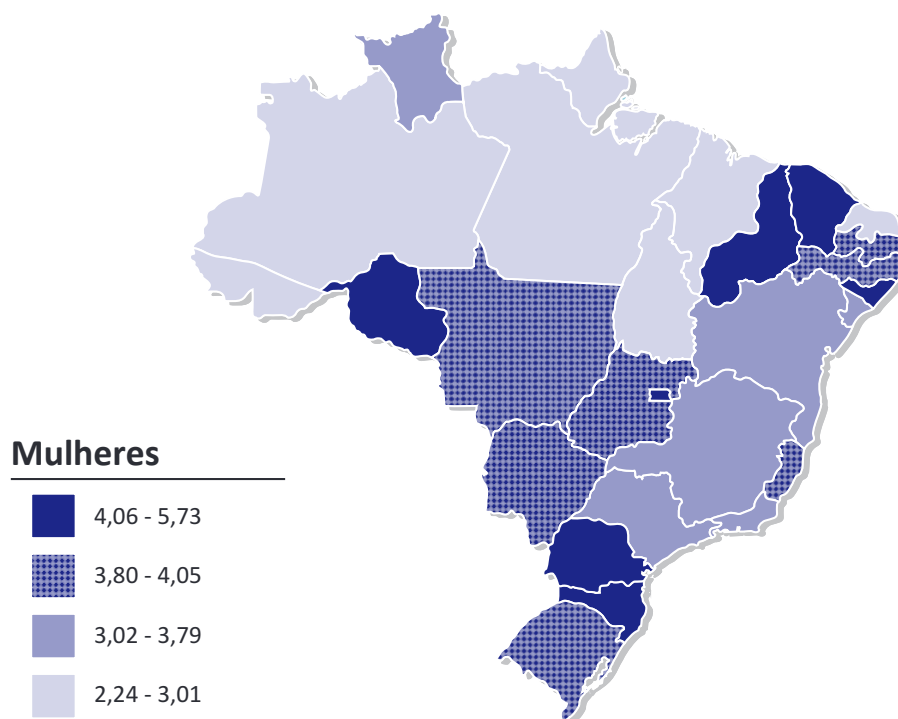 Mulheres
4,06 - 5,73
3,80 - 4,05
3,02 - 3,79
2,24 - 3,01